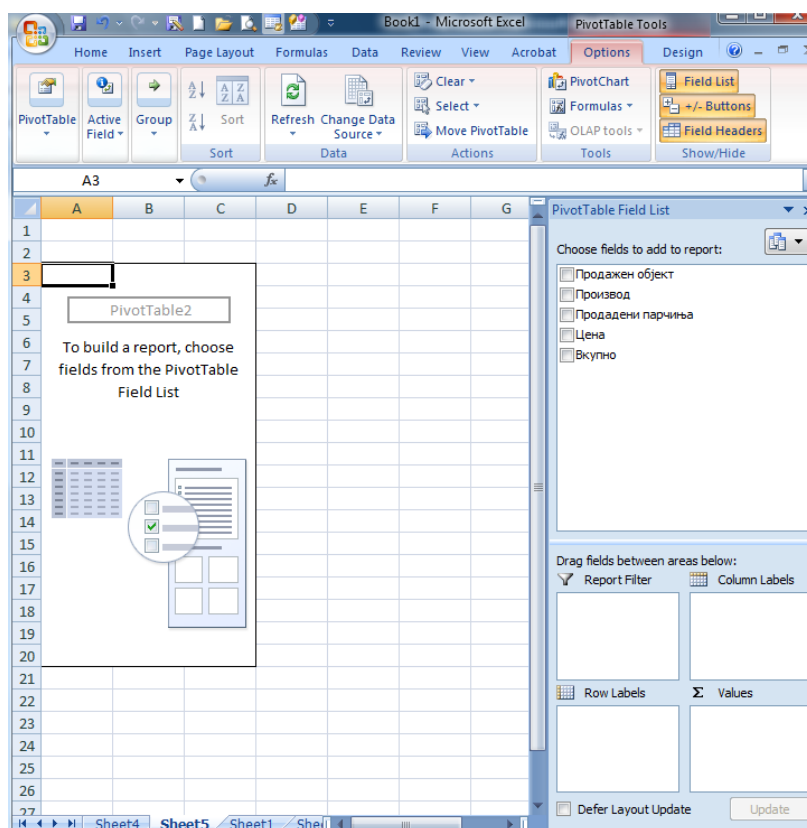 Book1 - Microsoft Excel
PivotTable Tools
Home Insert Page Layout Formulas Data Review View Acrobat Options Design
PivotTable
Active Field
Group
Sort
Sort
Refresh
Change Data Source
Data
Clear
Select
Move PivotTable
Actions
PivotChart
Formulas
OLAP tools
Tools
Field List
+/- Buttons
Field Headers
Show/Hide
A3
fx
A B C D E F G
1
2
3
4
5
6
7
8
9
10
11
12
13
14
15
16
17
18
19
20
21
22
23
24
25
26
27
PivotTable2
To build a report, choose
fields from the PivotTable
Field List
PivotTable Field List
Choose fields to add to report:
Продажен објект
Производ
Продадени парчиња
Цена
Вкупно
Drag fields between areas below:
Report Filter
Column Labels
Row Labels
Σ Values
Defer Layout Update
Update
Sheet4 Sheet5 Sheet1